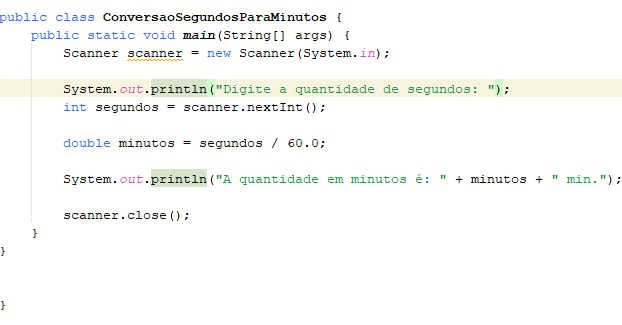 public class ConversaoSegundosParaMinutos {
    public static void main(String[] args) {
        Scanner scanner = new Scanner(System.in);
        System.out.println("Digite a quantidade de segundos: ");
        int segundos = scanner.nextInt();
        double minutos = segundos / 60.0;
        System.out.println("A quantidade em minutos é: " + minutos + " min.");
        scanner.close();
    }
}
}